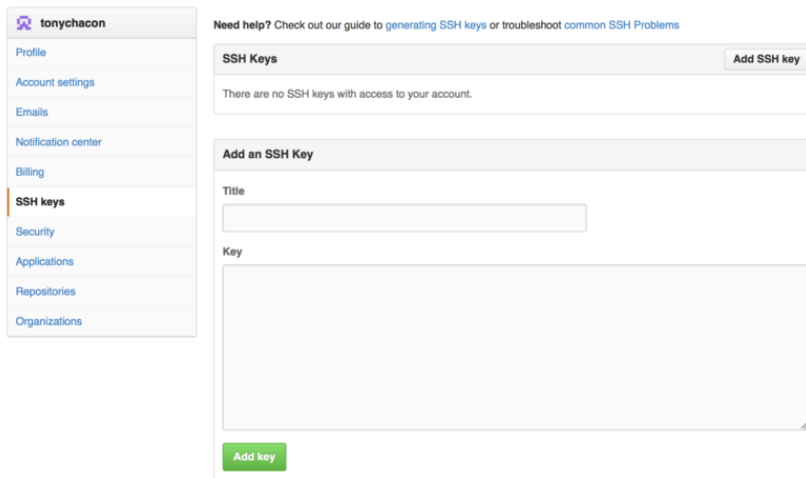 tonychacon
Profile
Account settings
Emails
Notification center
Billing
SSH keys
Security
Applications
Repositories
Organizations
Need help? Check out our guide to generating SSH keys or troubleshoot common SSH Problems
SSH Keys
Add SSH key
There are no SSH keys with access to your account.
Add an SSH Key
Title
Key
Add key